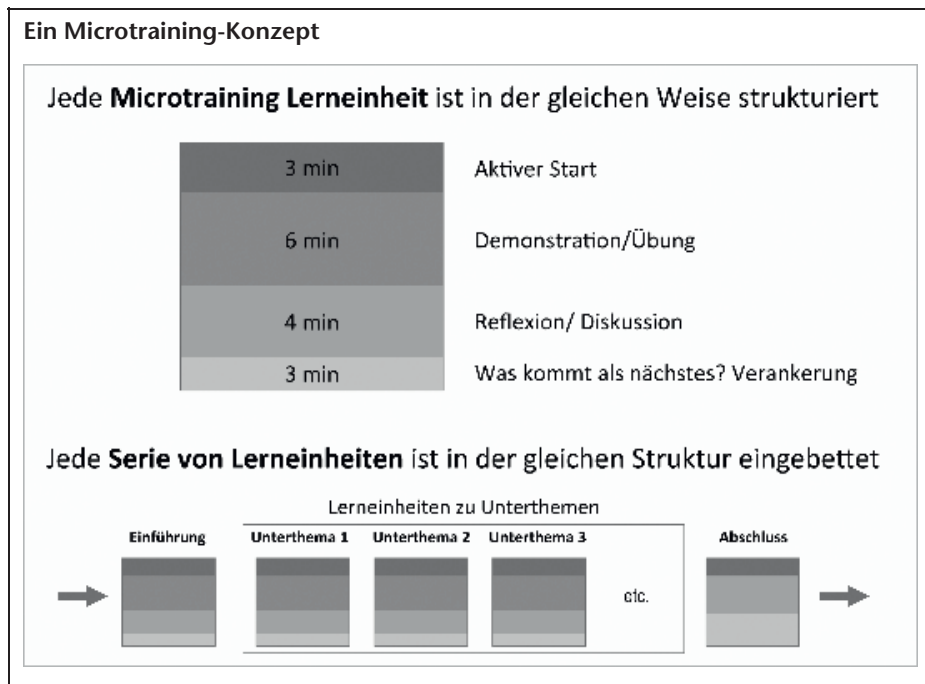 Ein Microtraining-Konzept
Jede Microtraining Lerneinheit ist in der gleichen Weise strukturiert
3 min Aktiver Start
6 min Demonstration/Übung
4 min Reflexion/ Diskussion
3 min Was kommt als nächstes? Verankerung
Jede Serie von Lerneinheiten ist in der gleichen Struktur eingebettet
Lerneinheiten zu Unterthemen
Einführung Unterthema 1 Unterthema 2 Unterthema 3 Abschluss
etc.